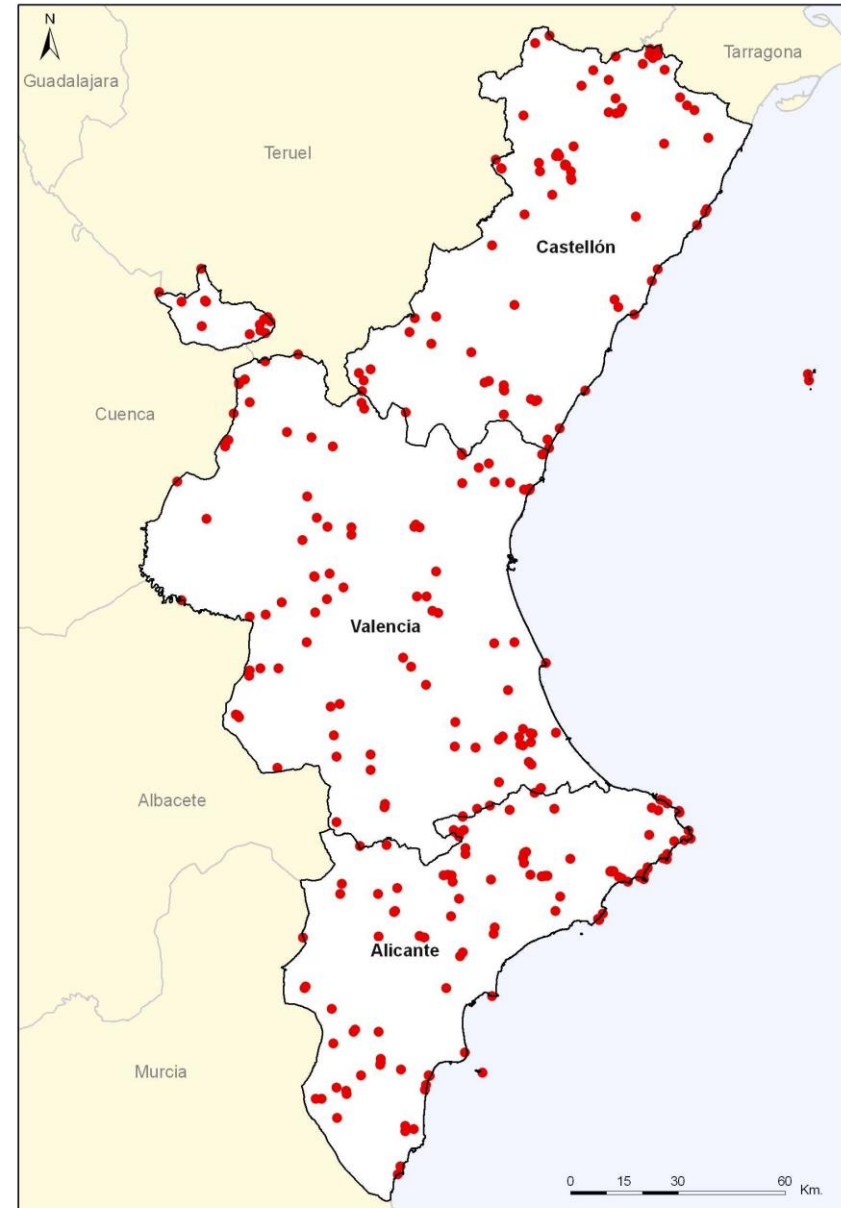 N
Tarragona
Guadalajara
Teruel
Castellón
Cuenca
Valencia
Albacete
Alicante
Murcia
0 15 30 60 Km.